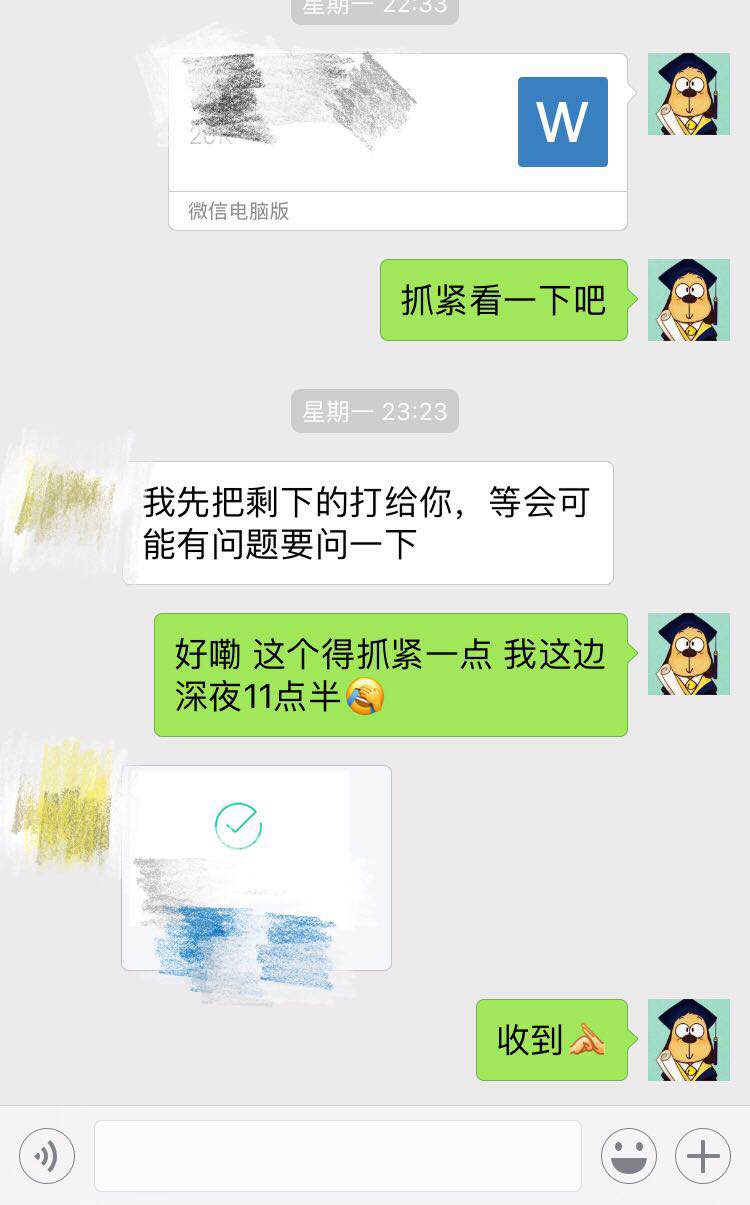 星期一 22:33
W
微信电脑版
抓紧看一下吧
星期一 23:23
我先把剩下的打给你，等会可
能有问题要问一下
好嘞 这个得抓紧一点 我这边
深夜11点半😂
收到👌